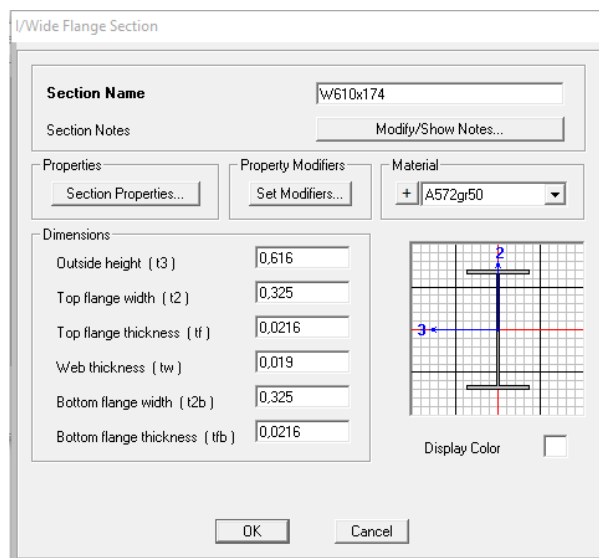 I/Wide Flange Section
Section Name
W610x174
Section Notes
Modify/Show Notes...
Properties
Section Properties...
Property Modifiers
Set Modifiers...
Material
+
A572gr50
Dimensions
Outside height ( t3 )
0,616
Top flange width ( t2 )
0,325
Top flange thickness ( tf )
0,0216
Web thickness ( tw )
0,019
Bottom flange width ( t2b )
0,325
Bottom flange thickness ( tfb )
0,0216
2
3
Display Color
OK
Cancel